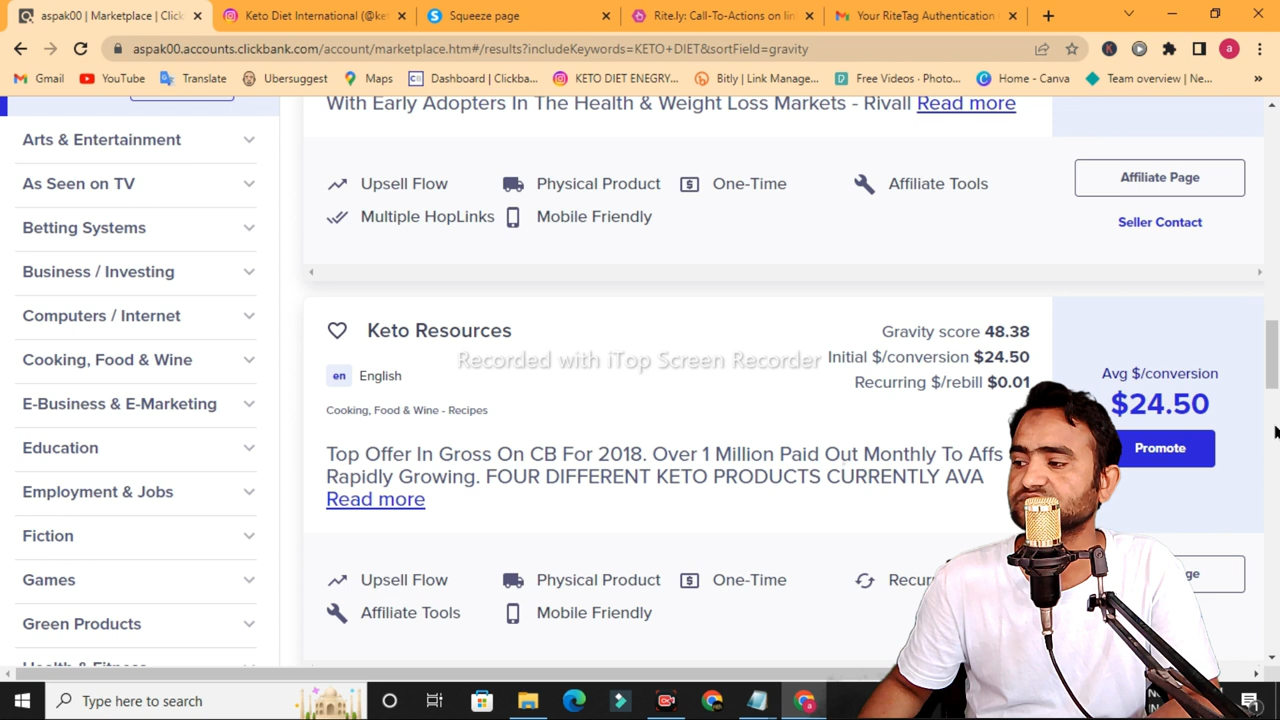 aspak00 | Marketplace | Click
Keto Diet International (@ke
Squeeze page
Rite.ly: Call-To-Actions on lin
Your RiteTag Authentication
aspak00.accounts.clickbank.com/account/marketplace.htm#/results?includeKeywords=KETO+DIET&sortField=gravity
a
Gmail
YouTube
Translate
Ubersuggest
Maps
Dashboard | Clickba...
KETO DIET ENEGRY...
Bitly | Link Manage...
Free Videos · Photo...
Home - Canva
Team overview | Ne...
With Early Adopters In The Health & Weight Loss Markets - Rivall Read more
Arts & Entertainment
As Seen on TV
Betting Systems
Business / Investing
Computers / Internet
Cooking, Food & Wine
E-Business & E-Marketing
Education
Employment & Jobs
Fiction
Games
Green Products
Health & Fitness
Upsell Flow
Physical Product
One-Time
Affiliate Tools
Multiple HopLinks
Mobile Friendly
Affiliate Page
Seller Contact
Keto Resources
Gravity score 48.38
Recorded with iTop Screen Recorder
Initial $/conversion $24.50
en English
Recurring $/rebill $0.01
Cooking, Food & Wine - Recipes
Avg $/conversion
$24.50
Promote
Top Offer In Gross On CB For 2018. Over 1 Million Paid Out Monthly To Affs
Rapidly Growing. FOUR DIFFERENT KETO PRODUCTS CURRENTLY AVA
Read more
Upsell Flow
Physical Product
One-Time
Recur
Affiliate Tools
Mobile Friendly
Type here to search